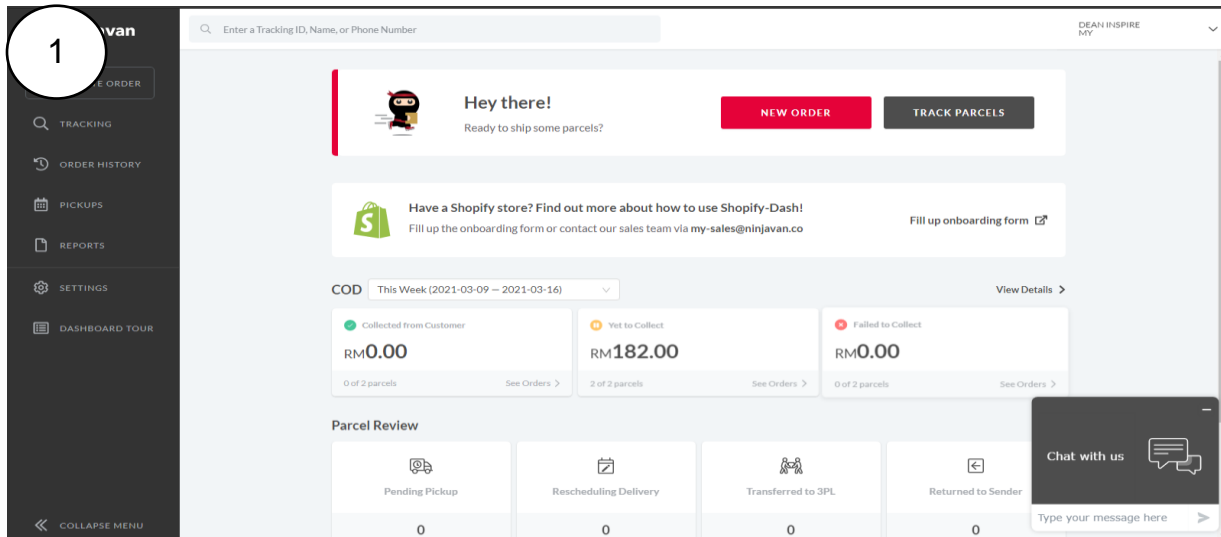 1
van
Enter a Tracking ID, Name, or Phone Number
DEAN INSPIRE
MY
E ORDER
TRACKING
ORDER HISTORY
PICKUPS
REPORTS
SETTINGS
DASHBOARD TOUR
COLLAPSE MENU
Hey there!
Ready to ship some parcels?
NEW ORDER
TRACK PARCELS
Have a Shopify store? Find out more about how to use Shopify-Dash!
Fill up the onboarding form or contact our sales team via my-sales@ninjavan.co
Fill up onboarding form
COD
This Week (2021-03-09 — 2021-03-16)
View Details
Collected from Customer
RM0.00
0 of 2 parcels
See Orders
Yet to Collect
RM182.00
2 of 2 parcels
See Orders
Failed to Collect
RM0.00
0 of 2 parcels
See Orders
Parcel Review
Pending Pickup
0
Rescheduling Delivery
0
Transferred to 3PL
0
Returned to Sender
0
Chat with us
Type your message here